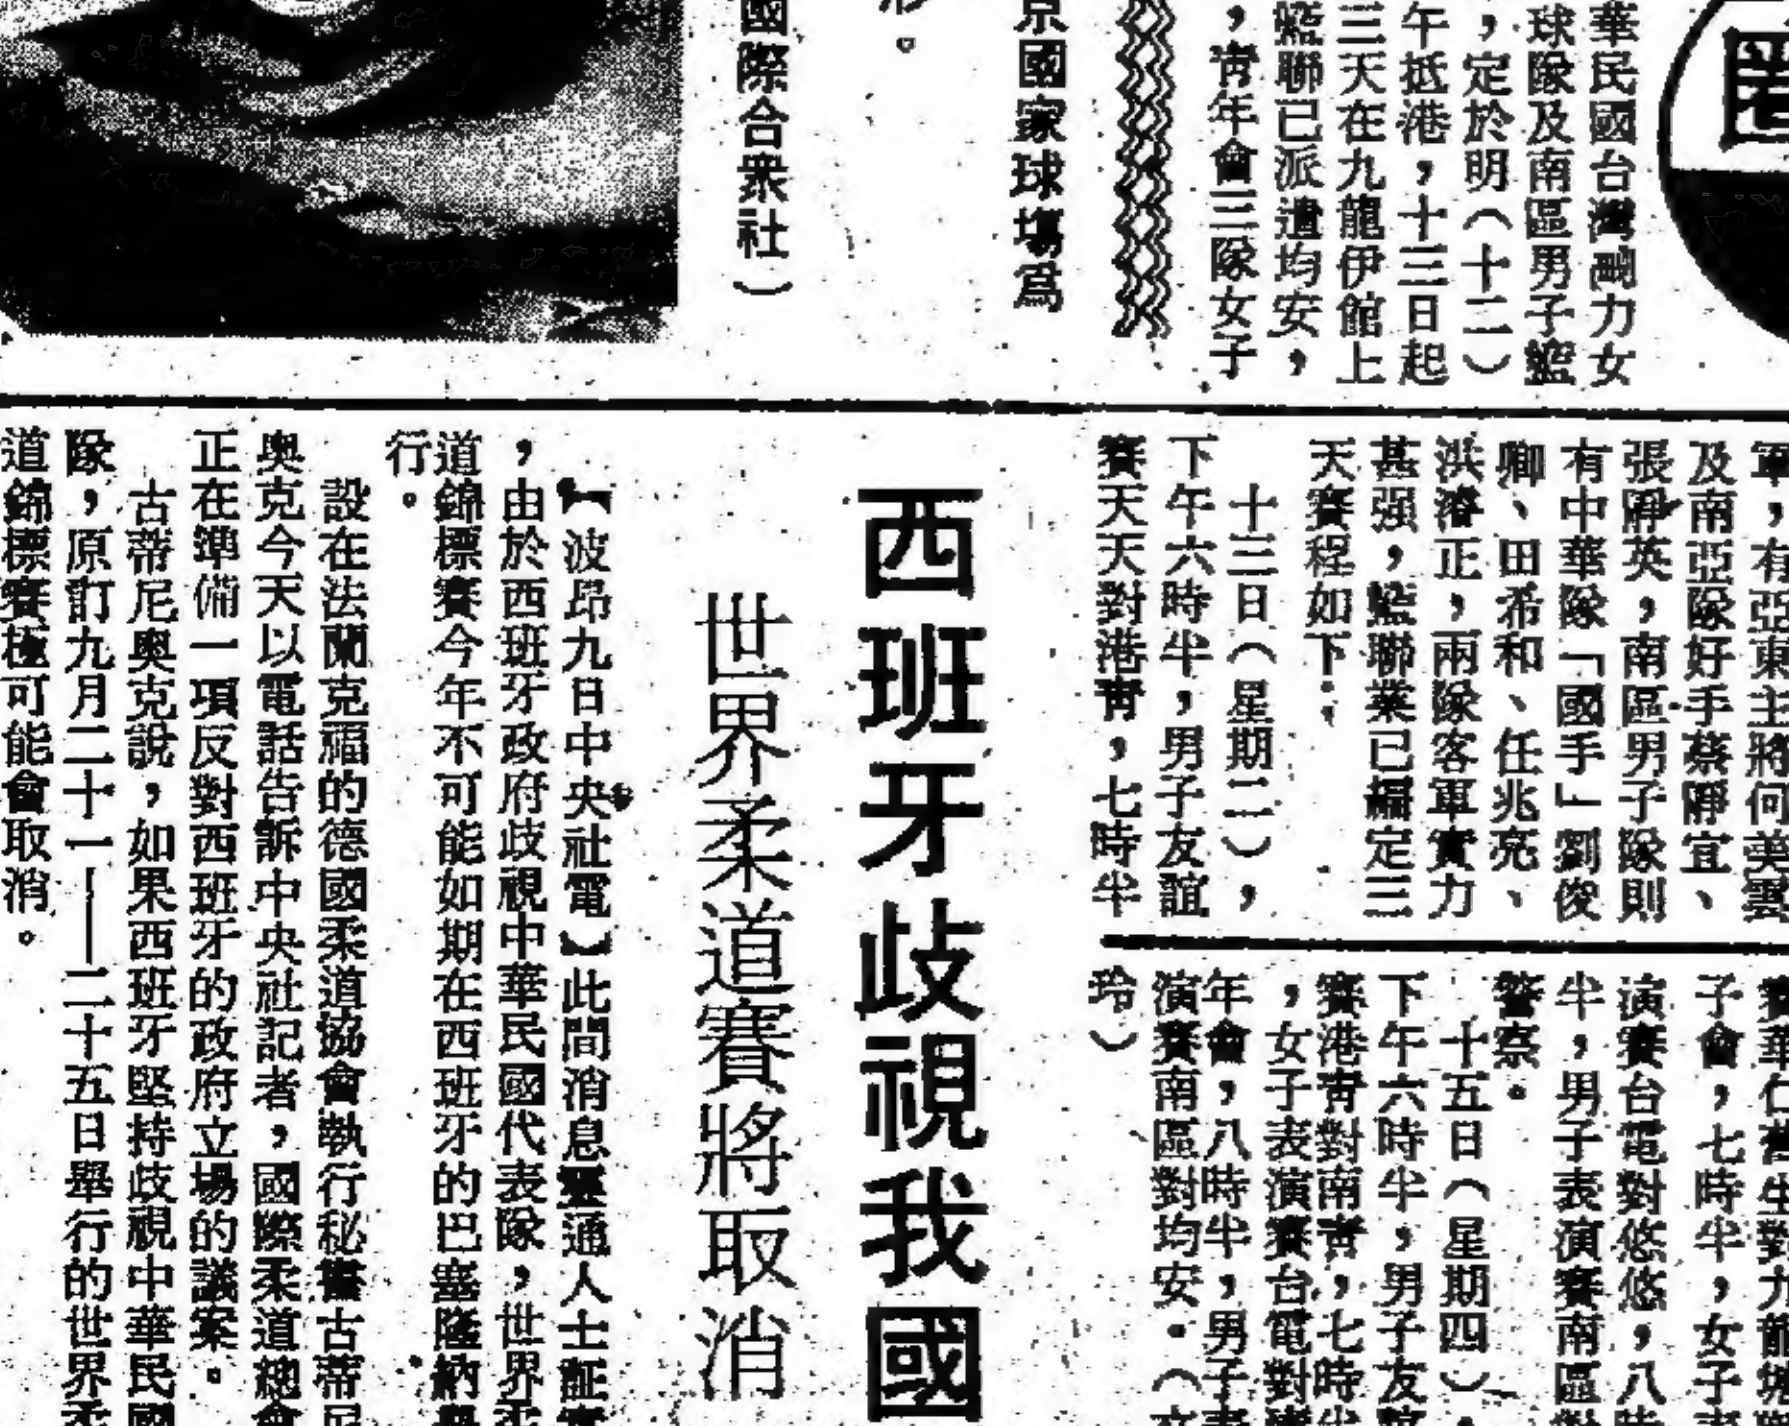 圈
華民國台灣電力女
球隊及南區男子籃
，定於明（十二）
午抵港，十三日起
三天在九龍伊館上
籃聯已派遣均安，
，青年會三隊女子
京國家球塲爲
國際合衆社）
軍，有亞東主將何美雲
及南亞隊好手蔡靜宜、
張靜英，南區男子隊則
有中華隊「國手」劉俊
卿、田希和、任兆亮、
洪濬正，兩隊客軍實力
甚强，籃聯業已編定三
天賽程如下：
十三日（星期二），
下午六時半，男子友誼
賽天天對港青，七時半
子會，七時半，女子
演賽台電對悠悠，八
半，男子表演賽南區
警察。
十五日（星期四）
下午六時半，男子友
賽港青對南青，七時半
，女子表演賽台電對
年會，八時半，男子表
演賽南區對均安。（
玲）
西班牙歧視我國
世界柔道賽將取消
【波昂九日中央社電】此間消息靈通人士証實
，由於西班牙政府歧視中華民國代表隊，世界柔
道錦標賽今年不可能如期在西班牙的巴塞隆納舉
行。
設在法蘭克福的德國柔道協會執行秘書古蒂尼
奥克今天以電話告訴中央社記者，國際柔道總會
正在準備一項反對西班牙的政府立場的議案。
古蒂尼奥克說，如果西班牙堅持歧視中華民國
隊，原訂九月二十一——二十五日舉行的世界柔
道錦標賽極可能會取消。